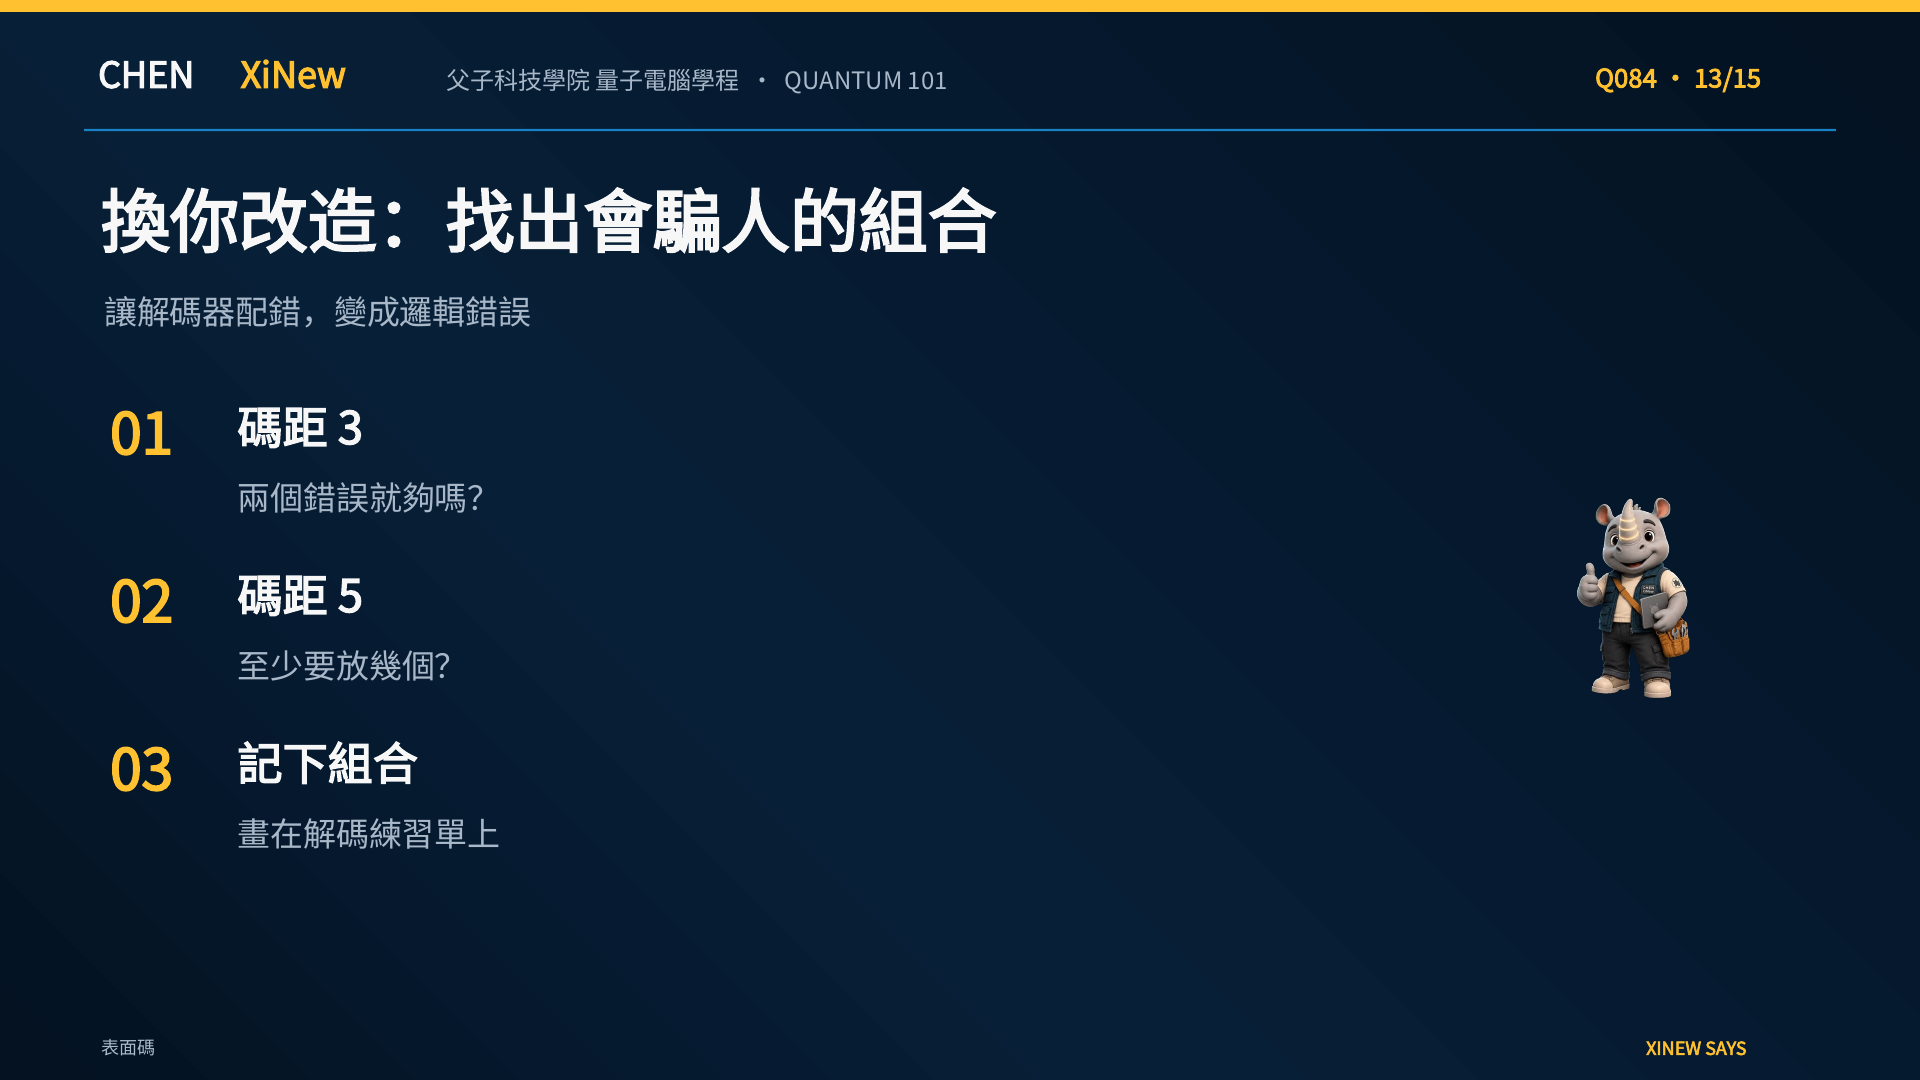 CHEN XiNew 父子科技學院 量子電腦學程 · QUANTUM 101 Q084 · 13/15
換你改造：找出會騙人的組合
讓解碼器配錯，變成邏輯錯誤
01 碼距 3
兩個錯誤就夠嗎？
02 碼距 5
至少要放幾個？
03 記下組合
畫在解碼練習單上
表面碼 XINEW SAYS